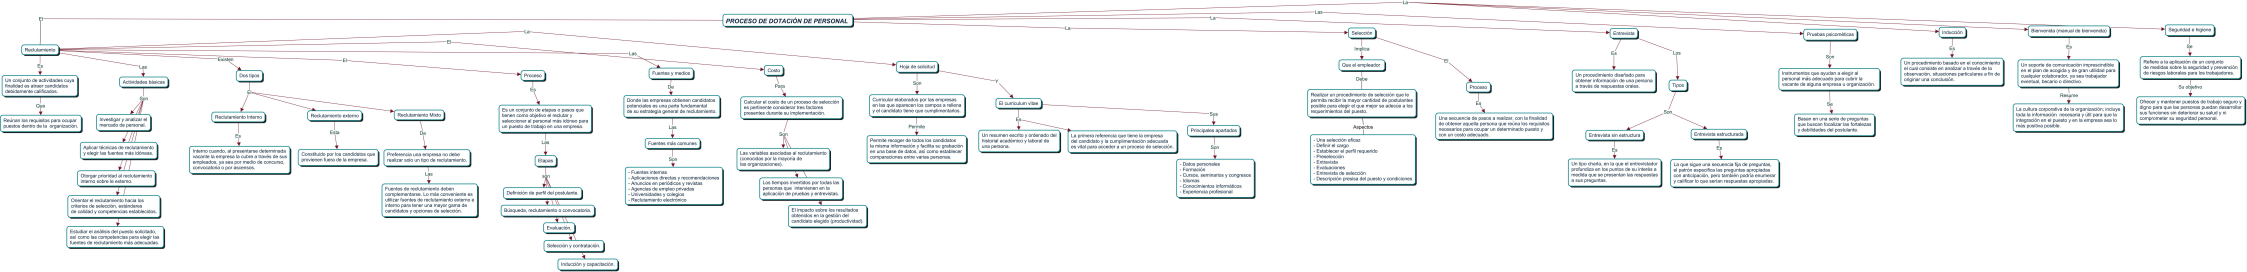 PROCESO DE DOTACIÓN DE PERSONAL
El
La
La
Las
La
Reclutamiento
Es
Un conjunto de actividades cuya
finalidad es atraer candidatos
debidamente calificados.
Que
Reúnan los requisitos para ocupar
puestos dentro de la organización.
Las
Actividades básicas
Son
Investigar y analizar el
mercado de personal.
Aplicar técnicas de reclutamiento
y elegir las fuentes más idóneas.
Otorgar prioridad al reclutamiento
interno sobre le externo.
Orientar el reclutamiento hacia los
criterios de selección, estándares
de calidad y competencias establecidos.
Estudiar el análisis del puesto solicitado,
así como las competencias para elegir las
fuentes de reclutamiento más adecuadas.
Existen
Dos tipos
Reclutamiento Interno
Es
Interno cuando, al presentarse determinada
vacante la empresa la cubre a través de sus
empleados, ya sea por medio de concurso,
convocatoria o por ascensos.
Reclutamiento externo
Esta
Constituido por los candidatos que
provienen fuera de la empresa.
Reclutamiento Mixto
De
Preferencia una empresa no debe
realizar solo un tipo de reclutamiento.
Las
Fuentes de reclutamiento deben
complementarse. Lo más conveniente es
utilizar fuentes de reclutamiento externo e
interno para tener una mayor gama de
candidatos y opciones de selección.
El
Proceso
Es
Es un conjunto de etapas o pasos que
tienen como objetivo el reclutar y
seleccionar al personal más idóneo para
un puesto de trabajo en una empresa.
Las
Etapas
son
Definición de perfil del postulante.
Búsqueda, reclutamiento o convocatoria.
Evaluación.
Selección y contratación.
Inducción y capacitación.
Las
Fuentes y medios
De
Donde las empresas obtienen candidatos
potenciales es una parte fundamental
de su estrategia general de reclutamiento.
Las
Fuentes más comunes
Son
- Fuentes internas
- Aplicaciones directas y recomendaciones
- Anuncios en periódicos y revistas
- Agencias de empleo privadas
- Universidades y colegios
- Reclutamiento electrónico
El
Costo
Para
Calcular el costo de un proceso de selección
es pertinente considerar tres factores
presentes durante su implementación.
Son
Las variables asociadas al reclutamiento
(conocidos por la mayoría de
las organizaciones).
Los tiempos invertidos por todas las
personas que intervienen en la
aplicación de pruebas y entrevistas.
El impacto sobre los resultados
obtenidos en la gestión del
candidato elegido (productividad).
La
Hoja de solicitud
Son
Curricular elaborados por las empresas
en las que aparecen los campos a rellena
r el candidato tiene que cumplimentarlos.
Permite
Permite recoger de todos los candidatos
la misma información y facilita su grabación
en una base de datos, así como establecer
comparaciones entre varias personas.
y
El curriculum vitae
Es
Un resumen escrito y ordenado del
historial académico y laboral de
una persona.
La primera referencia que tiene la empresa
del candidato y la cumplimentación adecuada
es vital para acceder a un proceso de selección.
Sus
Principales apartados
Son
- Datos personales
- Formación
- Cursos, seminarios y congresos
- Idiomas
- Conocimientos informáticos
- Experiencia profesional
Selección
Implica
Que el empleador
Debe
Realizar un procedimiento de selección que le
permita recibir la mayor cantidad de postulantes
posible para elegir el que mejor se adecue a los
requerimientos del puesto.
Aspectos
- Una selección eficaz
- Definir el cargo
- Establecer el perfil requerido
- Preselección
- Entrevista
- Evaluaciones
- Entrevista de selección
- Descripción precisa del puesto y condiciones
El
Proceso
Es
Una secuencia de pasos a realizar, con la finalidad
de obtener aquella persona que reúna los requisitos
necesarios para ocupar un determinado puesto y
con un costo adecuado.
Entrevista
Es
Un procedimiento diseñado para
obtener información de una persona
a través de respuestas orales.
Los
Tipos
Son
Entrevista sin estructura
Es
Un tipo charla, en la que el entrevistador
profundiza en los puntos de su interés a
medida que se presentan las respuestas
a sus preguntas.
Entrevista estructurada
Es
La que sigue una secuencia fija de preguntas,
el patrón especifica las preguntas apropiadas
con anticipación, pero también podría enumerar
y calificar lo que serían respuestas apropiadas.
Pruebas psicométricas
Son
Instrumentos que ayudan a elegir al
personal más adecuado para cubrir la
vacante de alguna empresa u organización.
Se
Basan en una serie de preguntas
que buscan focalizar las fortalezas
y debilidades del postulante.
Inducción
Es
Un procedimiento basado en el conocimiento
el cual consiste en analizar a través de la
observación, situaciones particulares a fin de
originar una conclusión.
Bienvenida (manual de bienvenida)
Es
Un soporte de comunicación imprescindible
en el plan de acogida y de gran utilidad para
cualquier colaborador, ya sea trabajador
eventual, becario o directivo.
Resume
La cultura corporativa de la organización; incluye
toda la información necesaria y útil para que la
integración en el puesto y en la empresa sea lo
más positiva posible.
Seguridad e higiene
Se
Refiere a la aplicación de un conjunto
de medidas sobre la seguridad y prevención
de riesgos laborales para los trabajadores.
Su objetivo
Ofrecer y mantener puestos de trabajo seguro y
digno para que las personas puedan desarrollar
sus funciones sin deteriorar su salud y ni
comprometer su seguridad personal.